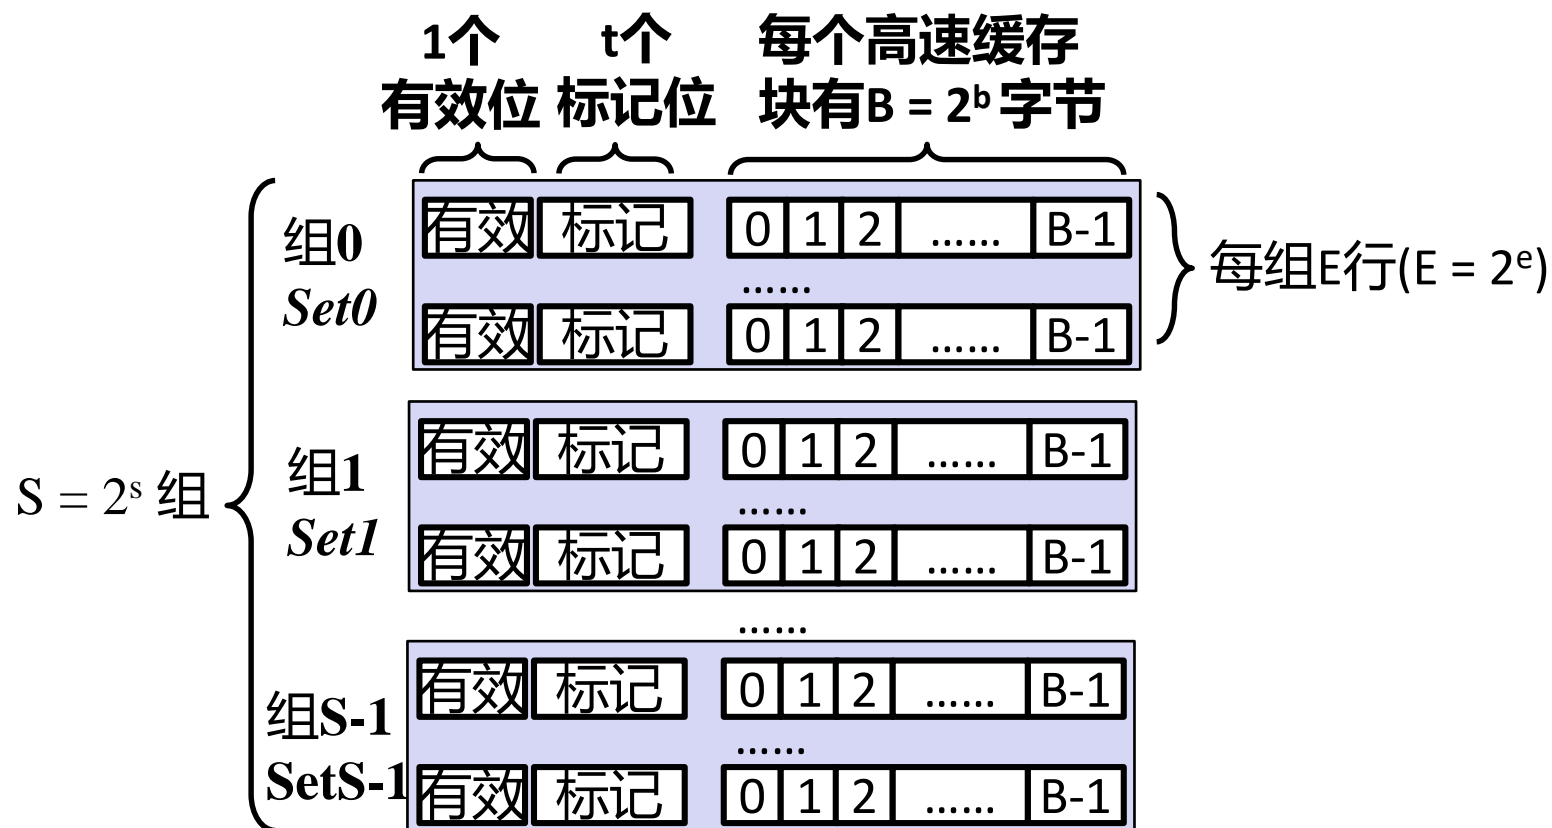 1个 t个 每个高速缓存
有效位 标记位 块有B = 2ᵇ 字节
组0
Set0
有效 标记 0 1 2 …… B-1
……
有效 标记 0 1 2 …… B-1
每组E行(E = 2ᵉ)
S = 2ˢ 组
组1
Set1
有效 标记 0 1 2 …… B-1
……
有效 标记 0 1 2 …… B-1
……
组S-1
SetS-1
有效 标记 0 1 2 …… B-1
……
有效 标记 0 1 2 …… B-1